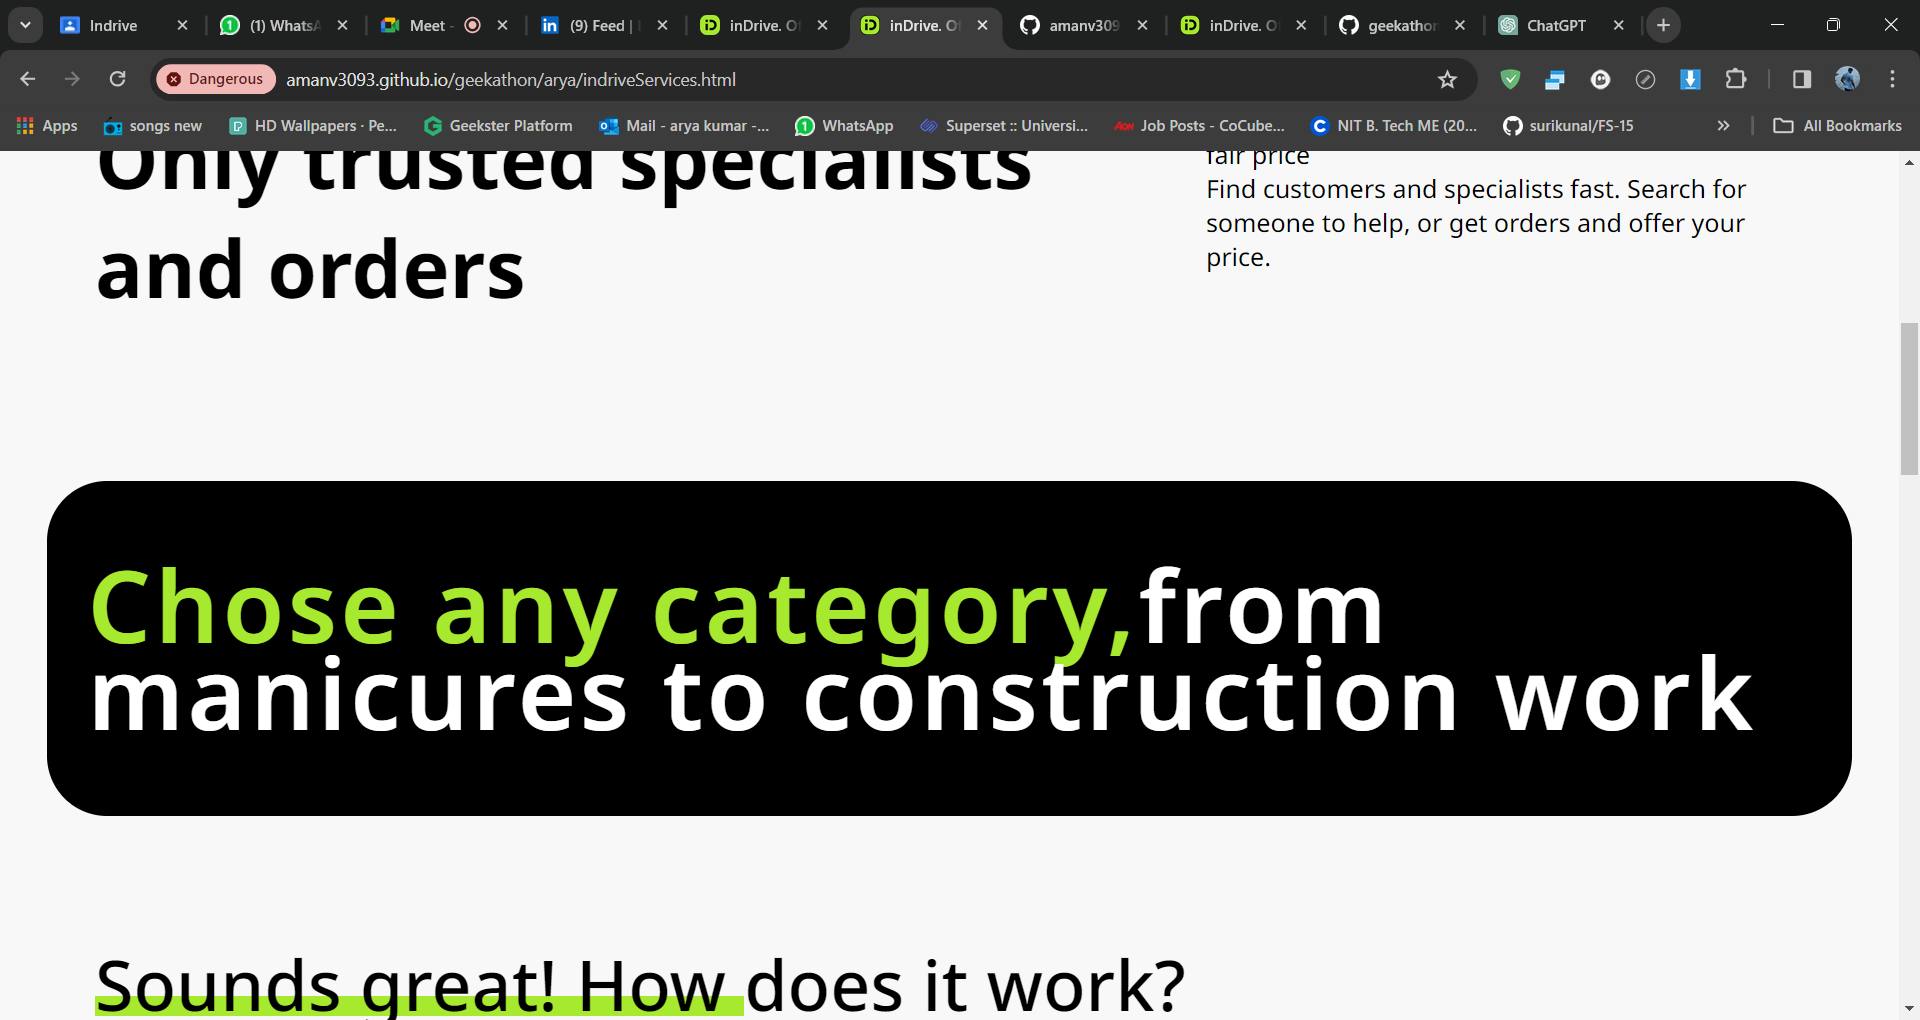 Indrive
(1) WhatsA
Meet -
(9) Feed |
inDrive. O
inDrive. O
amanv309
inDrive. O
geekathon
ChatGPT
Dangerous
amanv3093.github.io/geekathon/arya/indriveServices.html
Apps
songs new
HD Wallpapers · Pe...
Geekster Platform
Mail - arya kumar -...
WhatsApp
Superset :: Universi...
Job Posts - CoCube...
NIT B. Tech ME (20...
surikunal/FS-15
All Bookmarks
Only trusted specialists
and orders
fair price
Find customers and specialists fast. Search for
someone to help, or get orders and offer your
price.
Chose any category,from
manicures to construction work
Sounds great! How does it work?